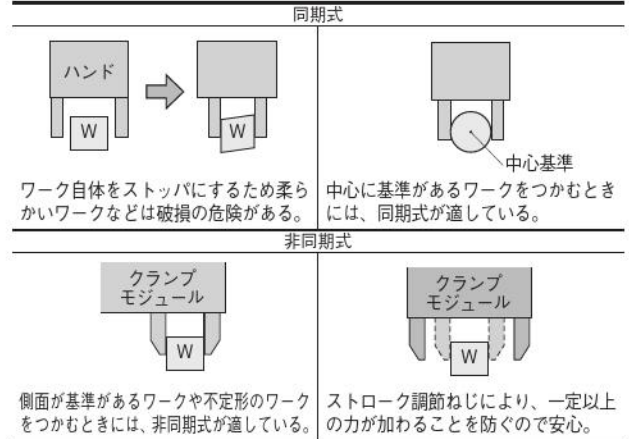 同期式
ハンド
W
W
中心基準
ワーク自体をストッパにするため柔ら
かいワークなどは破損の危険がある。
中心に基準があるワークをつかむとき
には、同期式が適している。
非同期式
クランプ
モジュール
W
クランプ
モジュール
W
側面が基準があるワークや不定形のワーク
をつかむときには、非同期式が適している。
ストローク調節ねじにより、一定以上
の力が加わることを防ぐので安心。